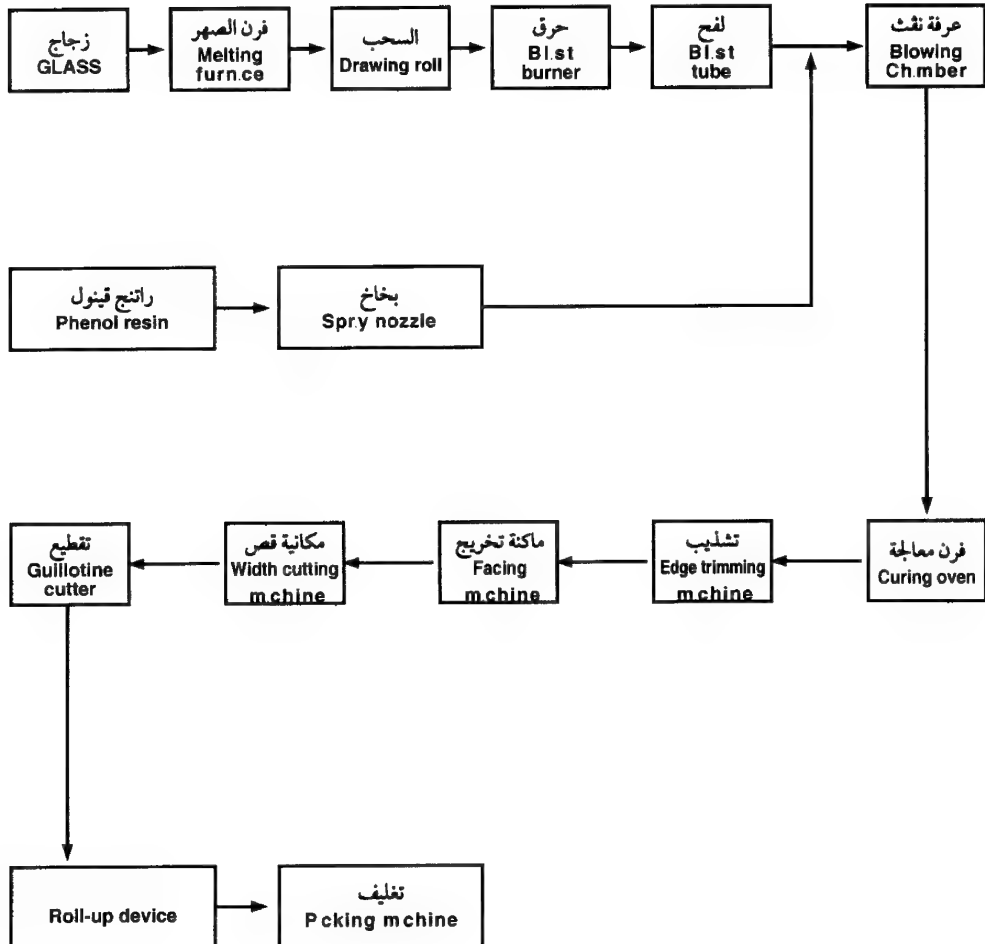 زجاج
GLASS
فرن الصهر
Melting
furn.ce
السحب
Drawing roll
حرق
Bl.st
burner
لفح
Bl.st
tube
عرفة نفث
Blowing
Ch.mber
راتنج قينول
Phenol resin
بخاخ
Spr.y nozzle
تقطيع
Guillotine
cutter
مكانية قص
Width cutting
m.chine
ماكنة تخريج
Facing
m.chine
تشذيب
Edge trimming
m.chine
فرن معالجة
Curing oven
Roll-up device
تغليف
P cking m chine